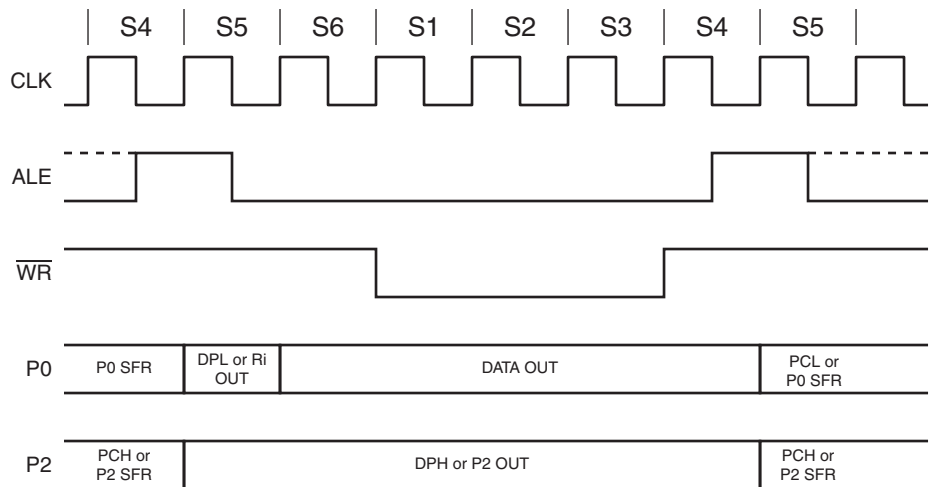 S4 S5 S6 S1 S2 S3 S4 S5
CLK
ALE
WR
P0
P0 SFR
DPL or Ri
OUT
DATA OUT
PCL or
P0 SFR
P2
PCH or
P2 SFR
DPH or P2 OUT
PCH or
P2 SFR